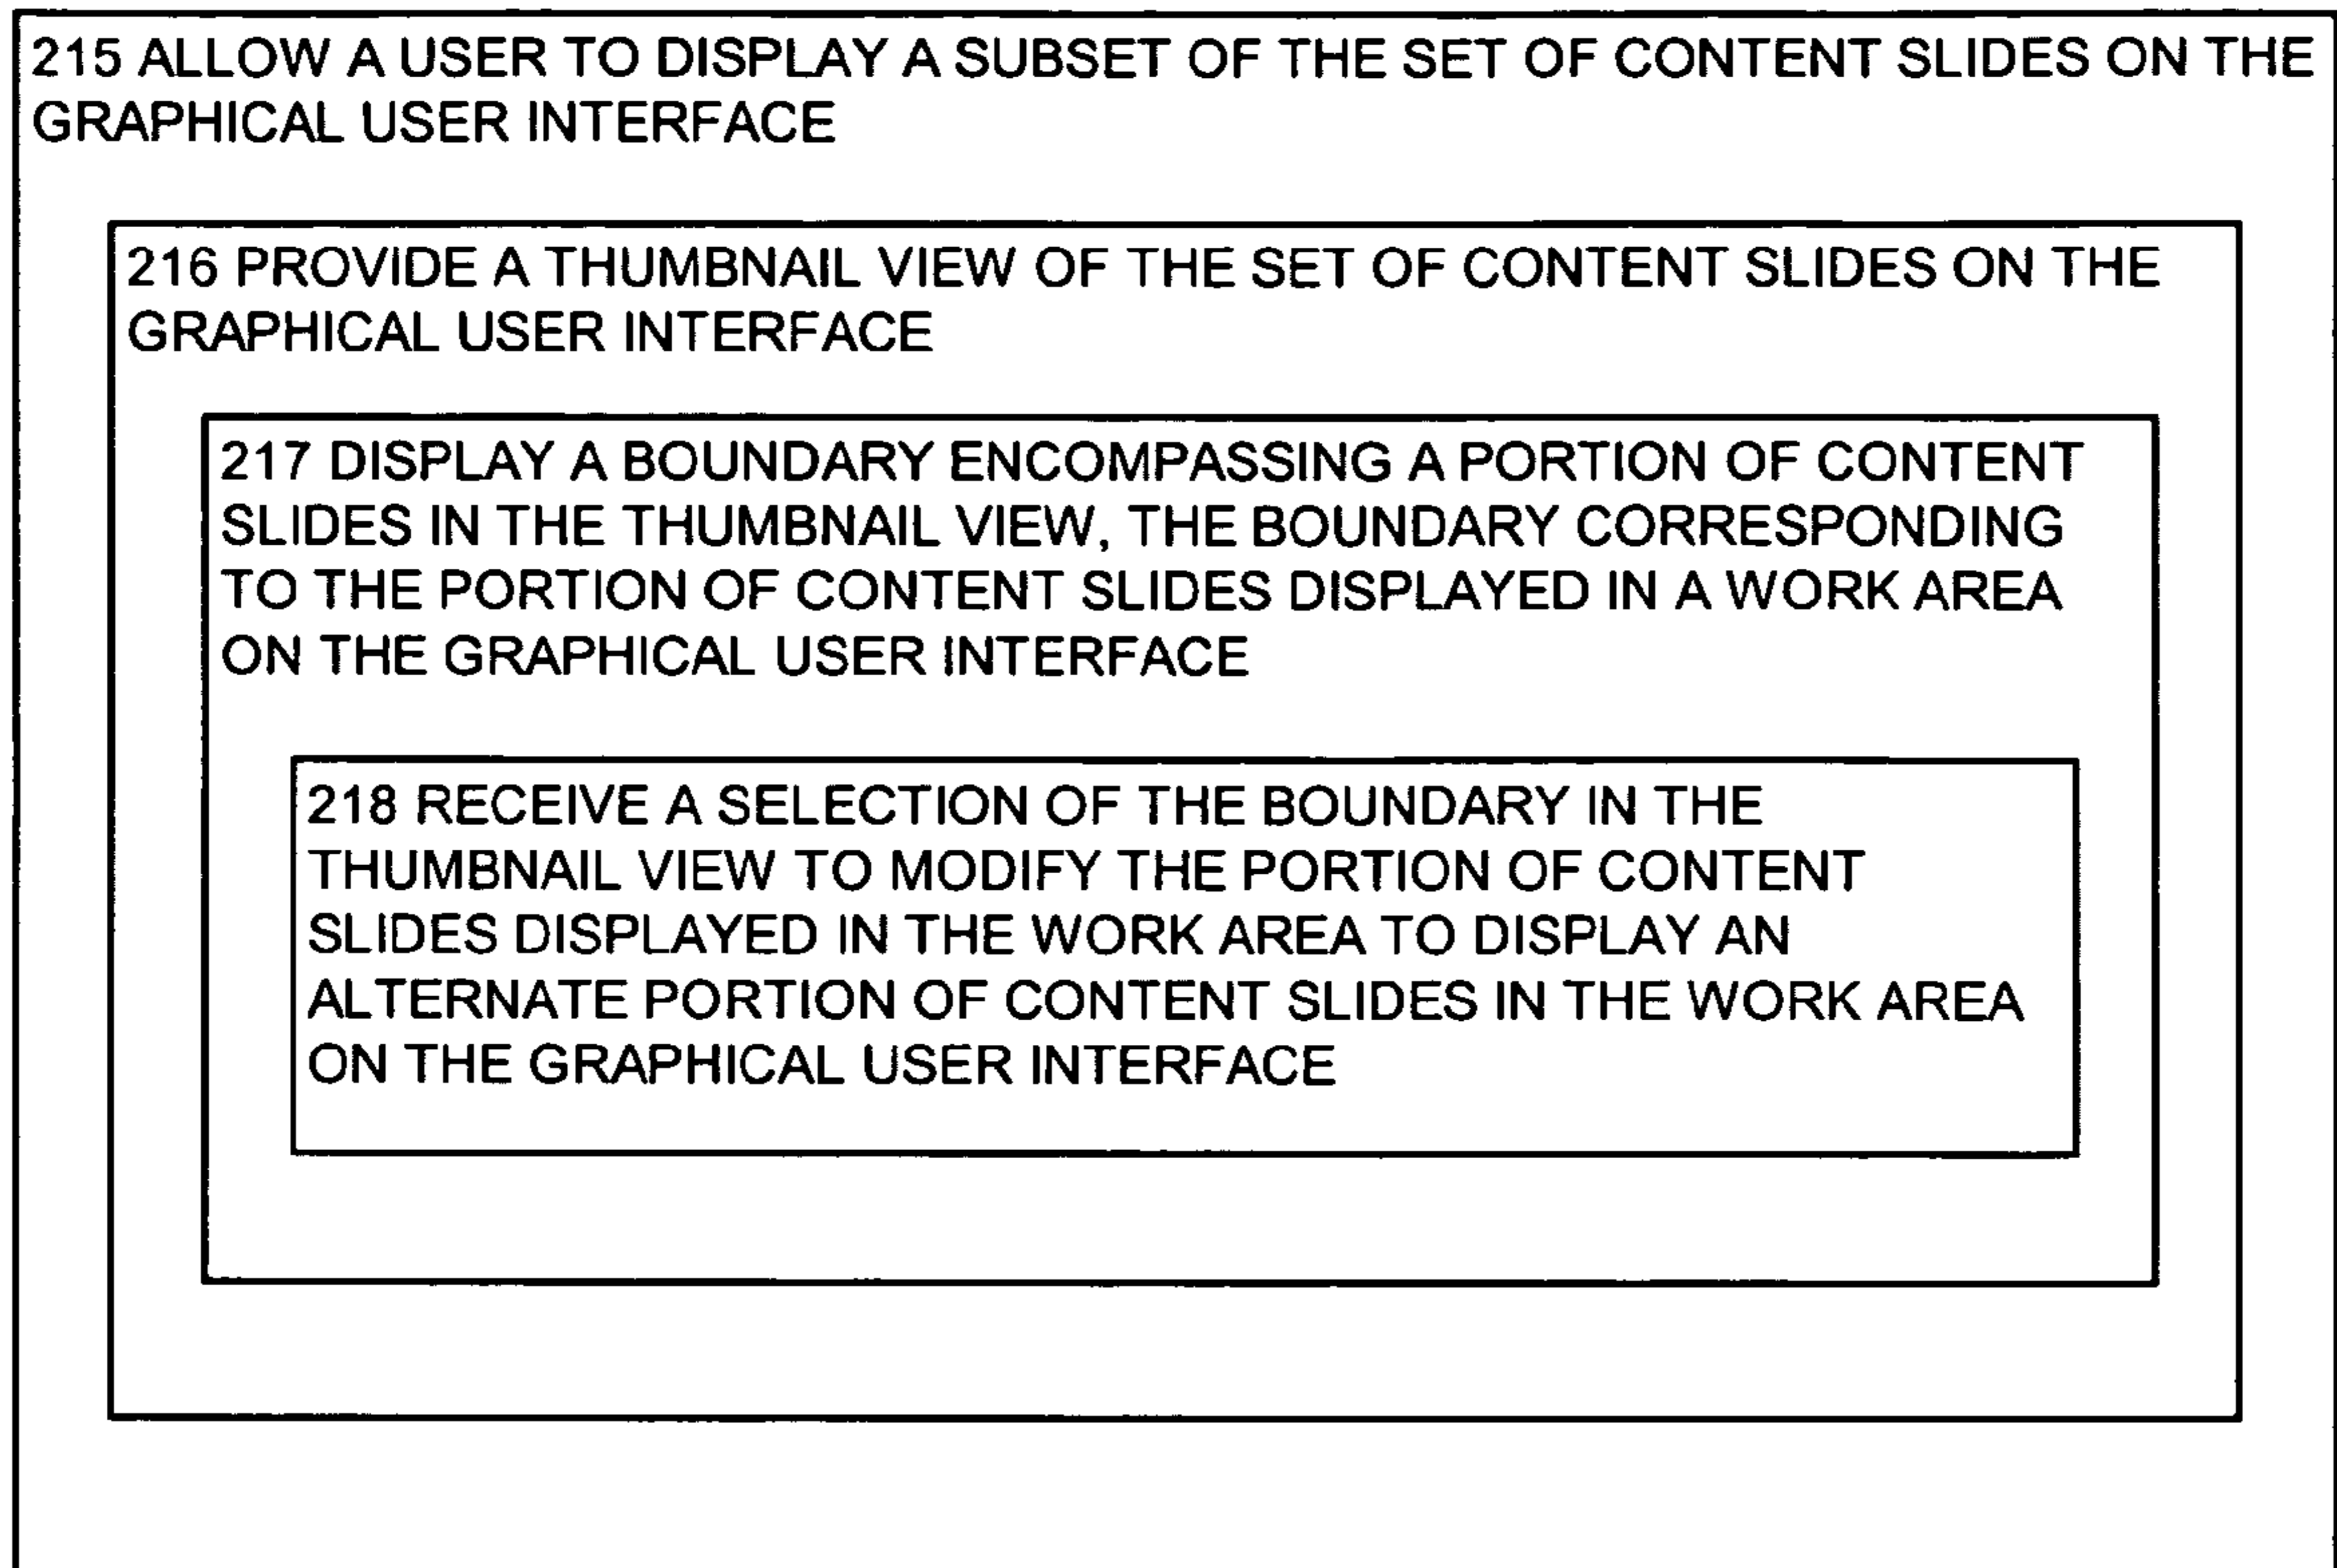 215 ALLOW A USER TO DISPLAY A SUBSET OF THE SET OF CONTENT SLIDES ON THE
GRAPHICAL USER INTERFACE
216 PROVIDE A THUMBNAIL VIEW OF THE SET OF CONTENT SLIDES ON THE
GRAPHICAL USER INTERFACE
217 DISPLAY A BOUNDARY ENCOMPASSING A PORTION OF CONTENT
SLIDES IN THE THUMBNAIL VIEW, THE BOUNDARY CORRESPONDING
TO THE PORTION OF CONTENT SLIDES DISPLAYED IN A WORK AREA
ON THE GRAPHICAL USER INTERFACE
218 RECEIVE A SELECTION OF THE BOUNDARY IN THE
THUMBNAIL VIEW TO MODIFY THE PORTION OF CONTENT
SLIDES DISPLAYED IN THE WORK AREA TO DISPLAY AN
ALTERNATE PORTION OF CONTENT SLIDES IN THE WORK AREA
ON THE GRAPHICAL USER INTERFACE